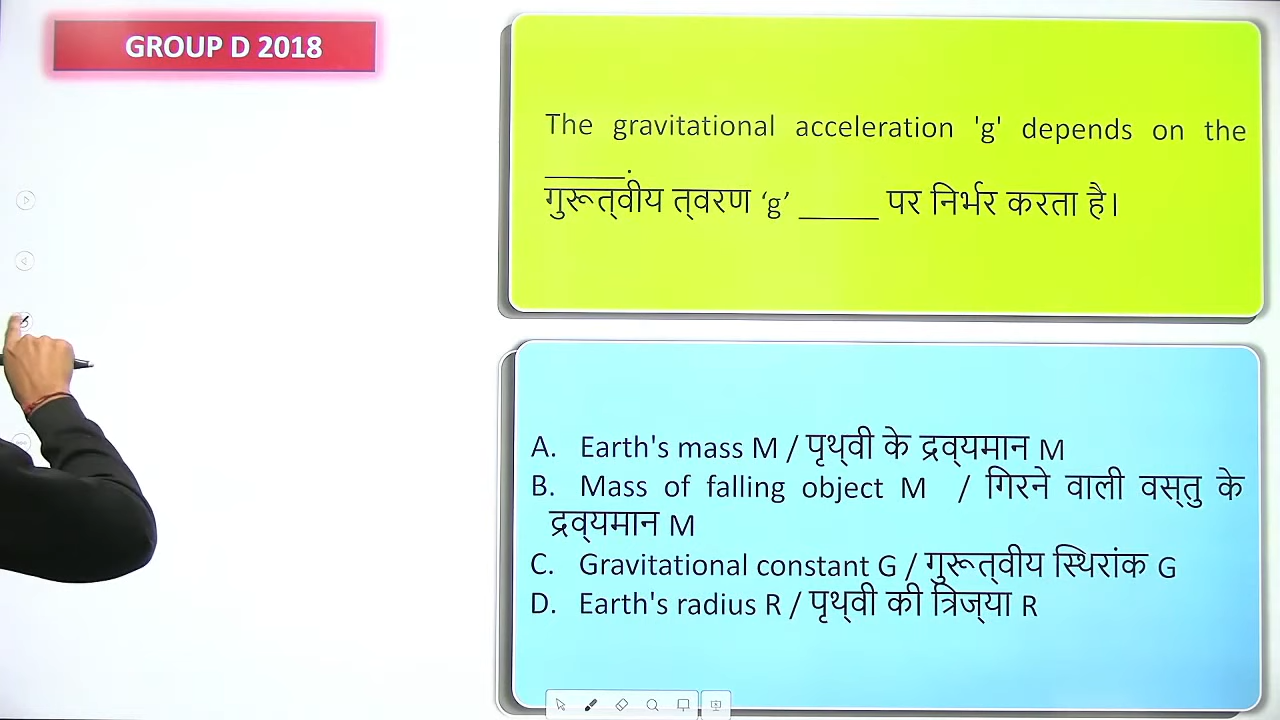 GROUP D 2018
The gravitational acceleration 'g' depends on the
______.
गुरूत्वीय त्वरण ‘g’ _____ पर निर्भर करता है।
A. Earth's mass M / पृथ्वी के द्रव्यमान M
B. Mass of falling object M / गिरने वाली वस्तु के
द्रव्यमान M
C. Gravitational constant G / गुरूत्वीय स्थिरांक G
D. Earth's radius R / पृथ्वी की त्रिज्या R